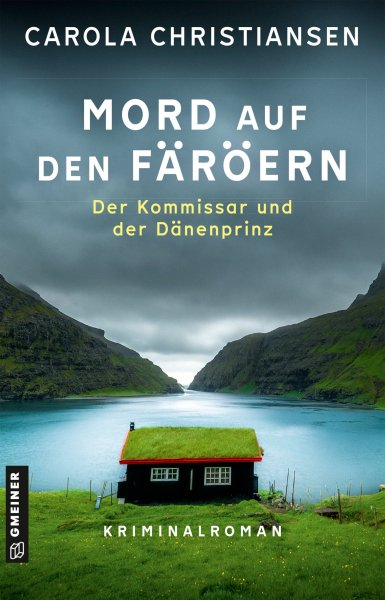 CAROLA CHRISTIANSEN
MORD AUF
DEN FÄRÖERN
Der Kommissar und
der Dänenprinz
KRIMINALROMAN
GMEINER